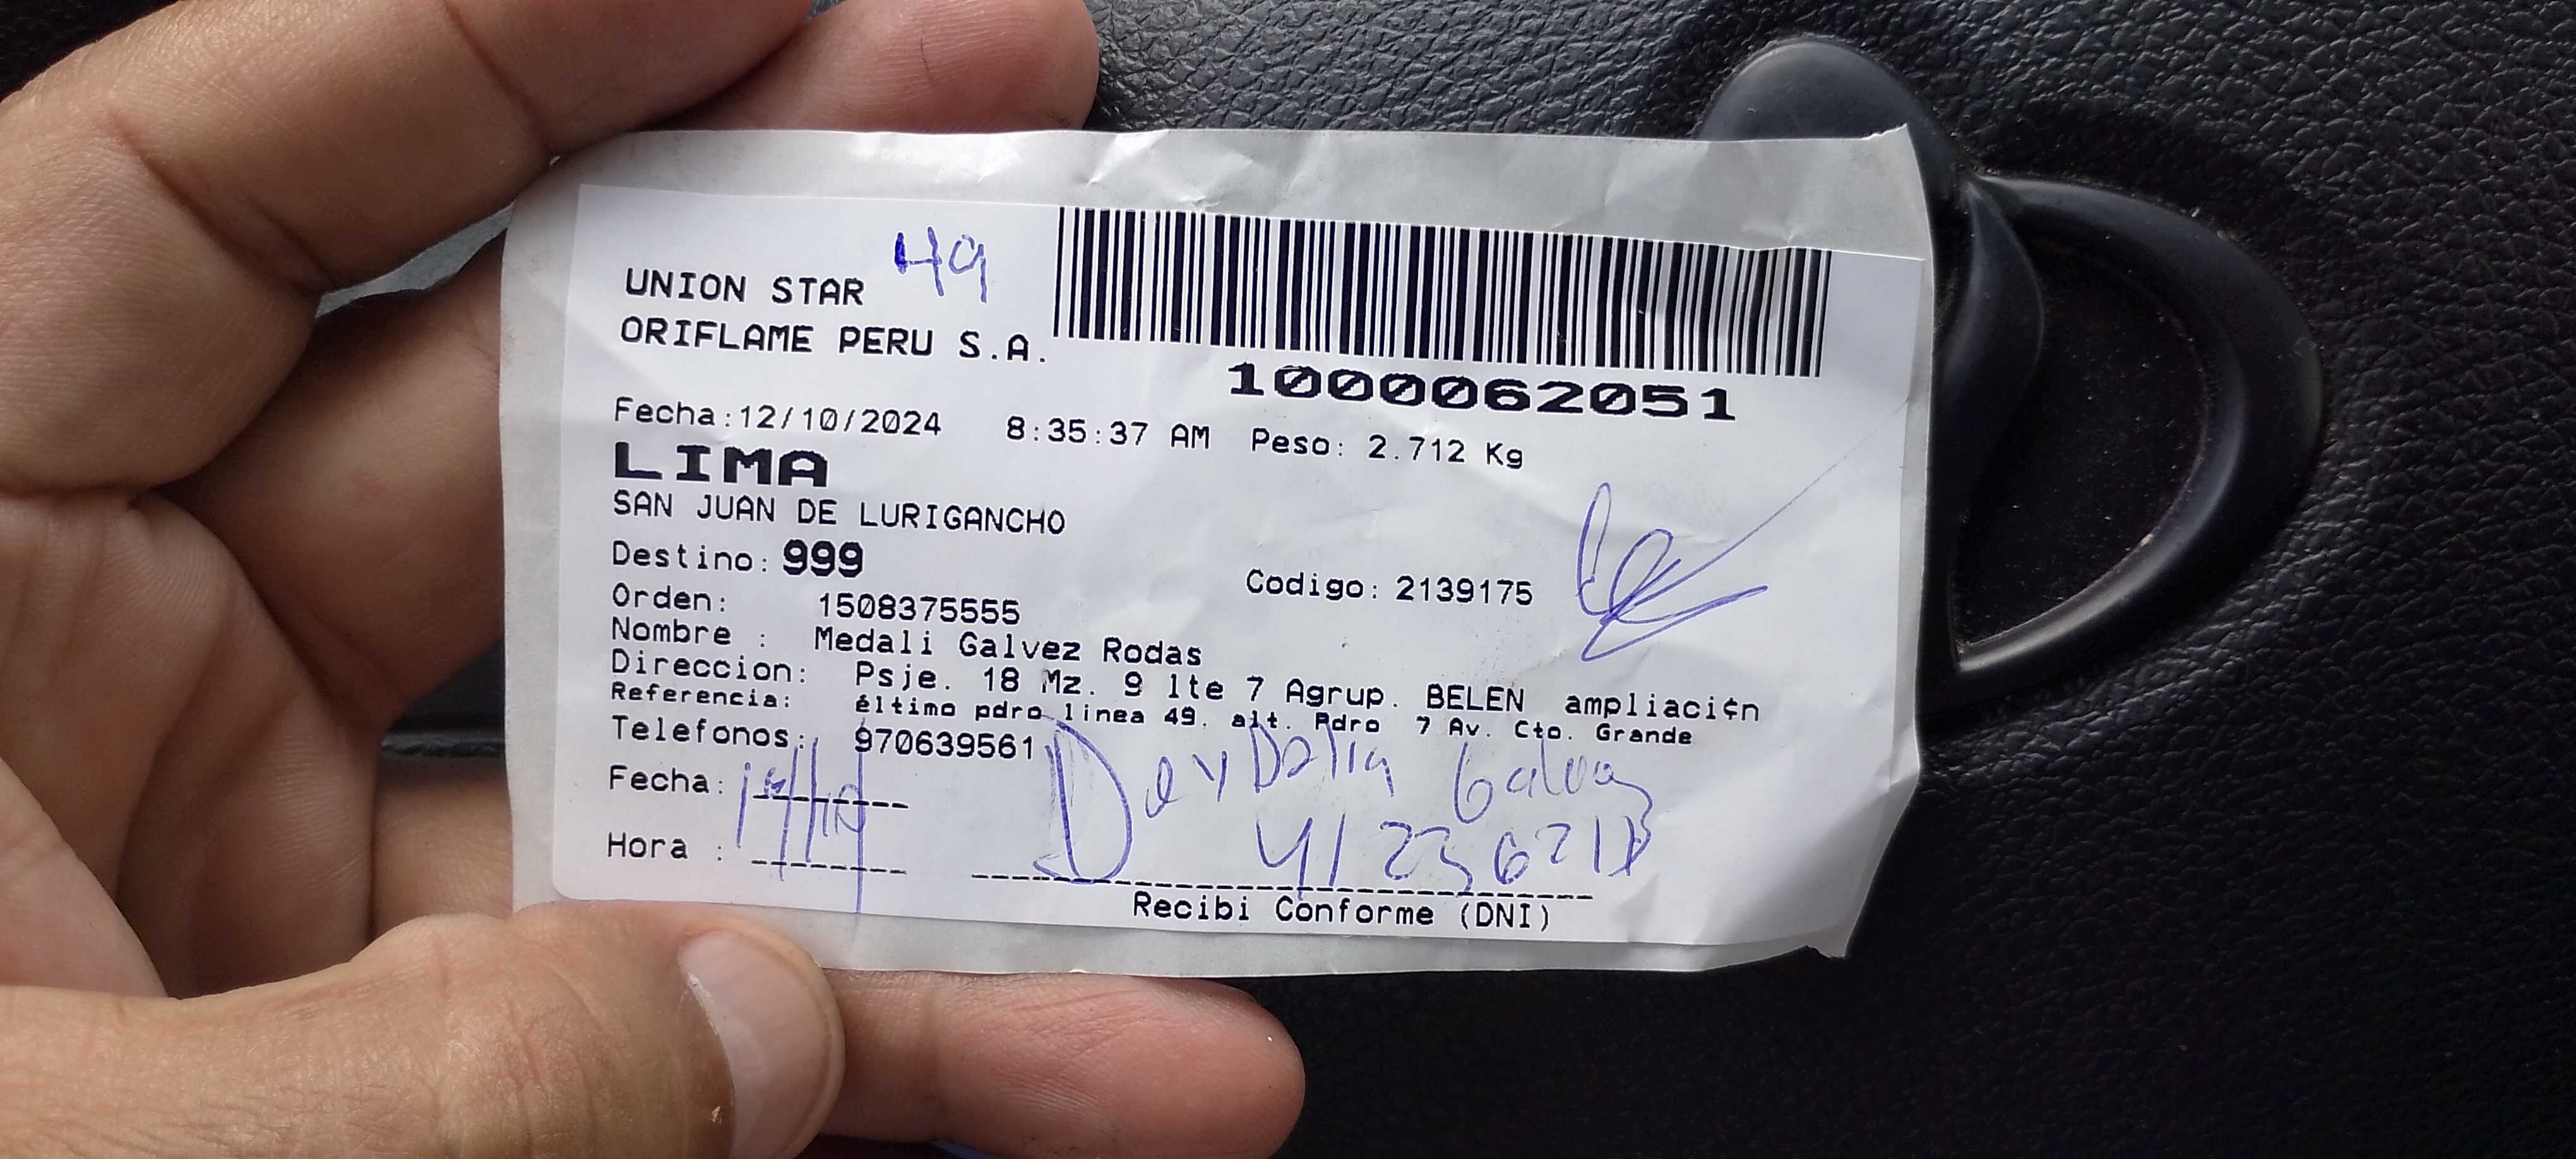 UNION STAR 49
ORIFLAME PERU S.A.
1000062051
Fecha:12/10/2024 8:35:37 AM Peso: 2.712 Kg
LIMA
SAN JUAN DE LURIGANCHO
Destino: 999
Codigo: 2139175
Orden: 1508375555
Nombre : Medali Galvez Rodas
Direccion: Psje. 18 Mz. 9 lte 7 Agrup. BELEN ampliaci¢n
Referencia: éltimo pdro linea 49. alt. Pdro 7 Av. Cto. Grande
Telefonos: 970639561
Fecha:
Hora :
Recibi Conforme (DNI)